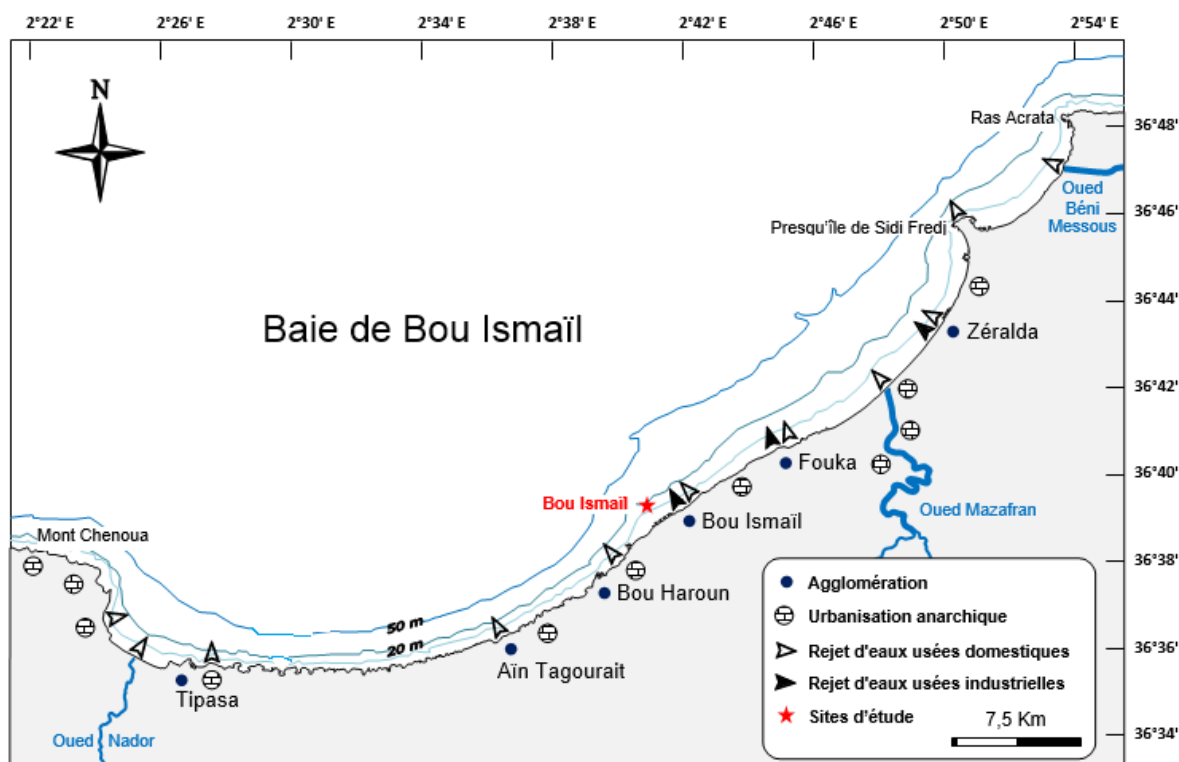 2°22' E 2°26' E 2°30' E 2°34' E 2°38' E 2°42' E 2°46' E 2°50' E 2°54' E
N
Ras Acrata
36°48'
Oued
Béni
Messous
36°46'
Presqu'île de Sidi Fredj
36°44'
Baie de Bou Ismaïl
Zéralda
36°42'
Fouka
36°40'
Bou Ismaïl
Oued Mazafran
Bou Ismaïl
Mont Chenoua
36°38'
Bou Haroun
50 m
20 m
36°36'
Aïn Tagourait
Tipasa
Oued Nador
36°34'
Agglomération
Urbanisation anarchique
Rejet d'eaux usées domestiques
Rejet d'eaux usées industrielles
Sites d'étude
7,5 Km